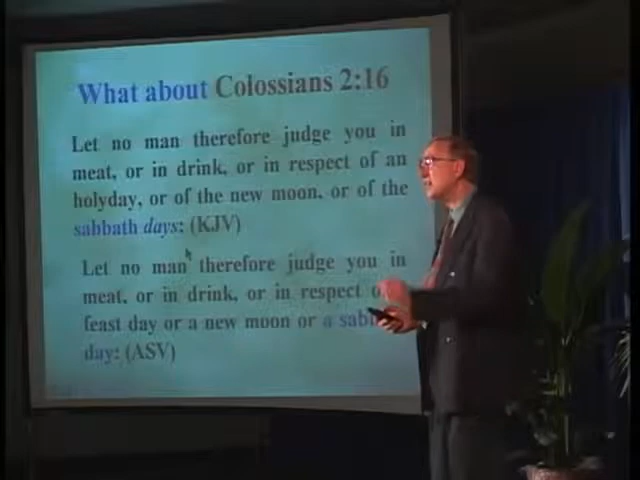 What about Colossians 2:16
Let no man therefore judge you in
meat, or in drink, or in respect of an
holyday, or of the new moon, or of the
sabbath days: (KJV)
Let no man therefore judge you in
meat, or in drink, or in respect
feast day or a new moon or a
day: (ASV)